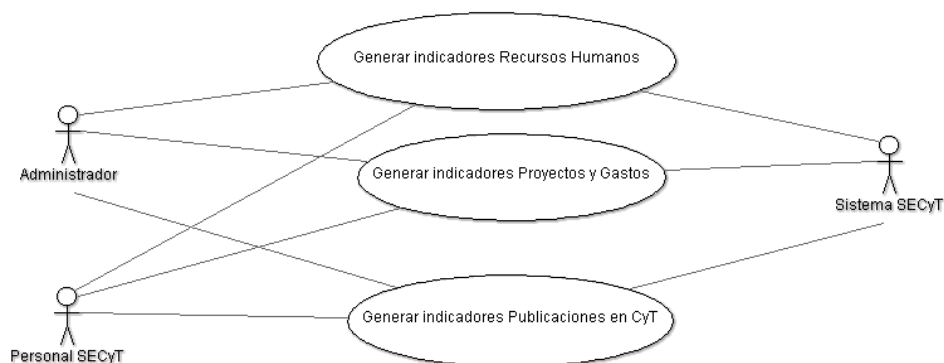 Generar indicadores Recursos Humanos
Administrador
Generar indicadores Proyectos y Gastos
Sistema SECyT
Generar indicadores Publicaciones en CyT
Personal SECyT